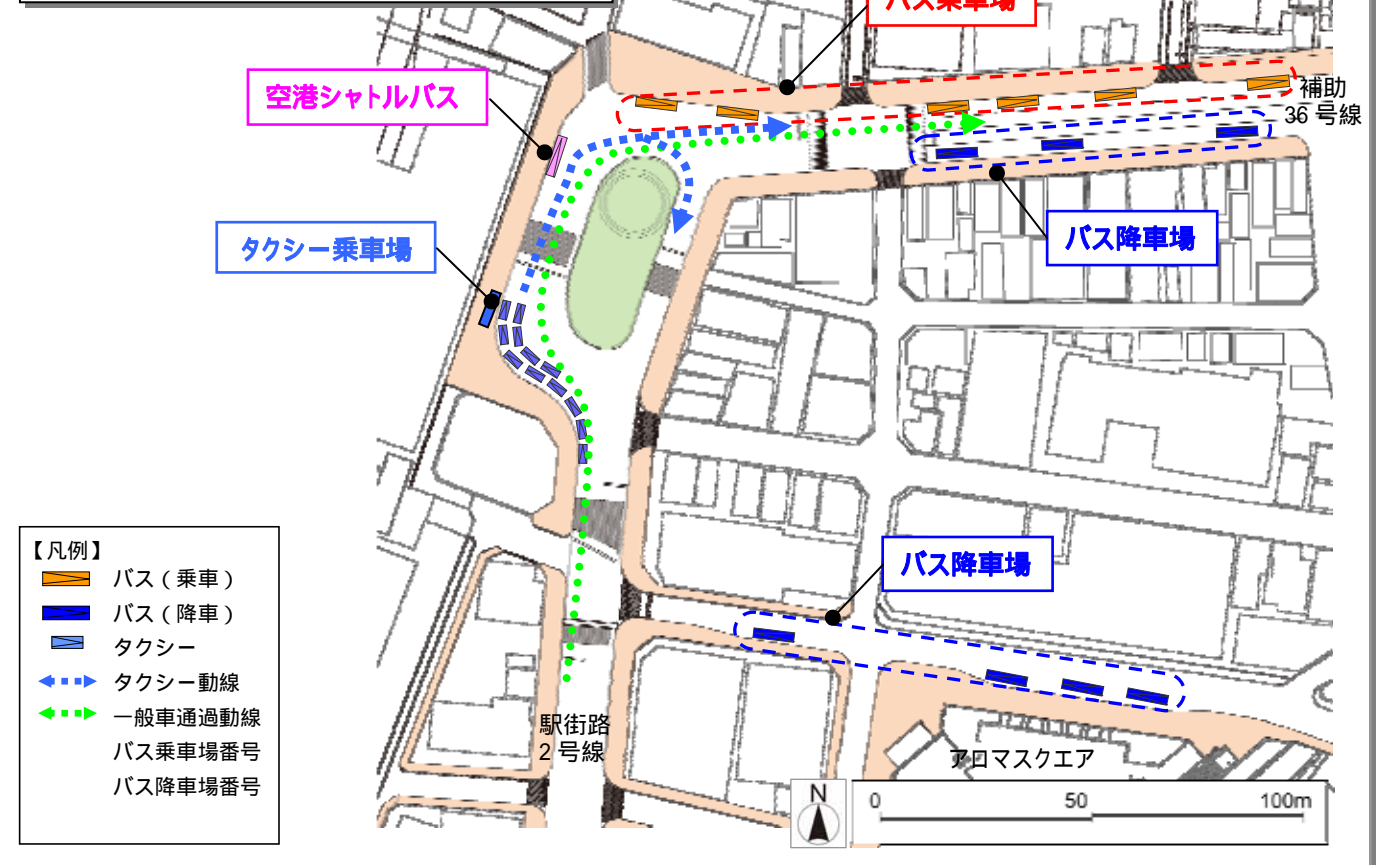 バス乗車場
空港シャトルバス
補助
36 号線
タクシー乗車場
バス降車場
バス降車場
【凡例】
バス（乗車）
バス（降車）
タクシー
タクシー動線
一般車通過動線
バス乗車場番号
バス降車場番号
駅街路
2 号線
アロマスクエア
N
0 50 100m